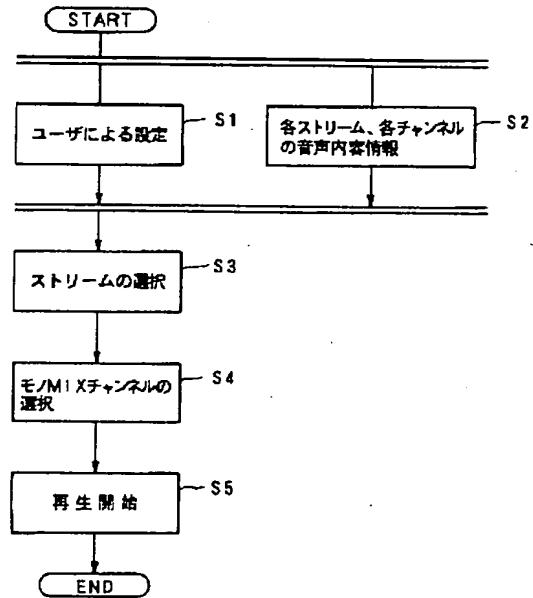 START
ユーザによる設定
S1
各ストリーム、各チャンネル
の音声内容情報
S2
ストリームの選択
S3
モノMiXチャンネルの
選択
S4
再生開始
S5
END